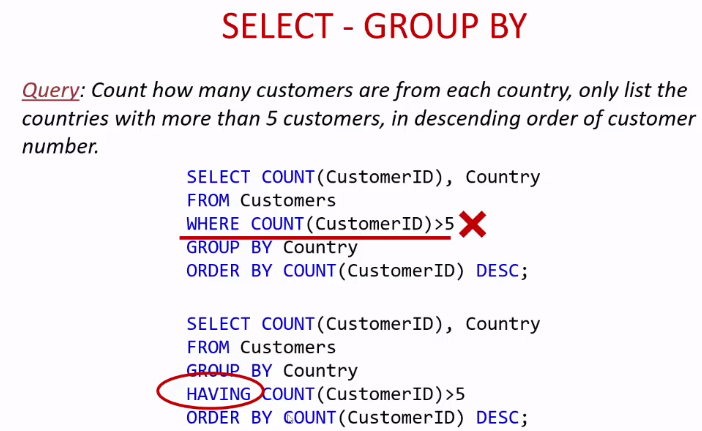 SELECT - GROUP BY
Query: Count how many customers are from each country, only list the
countries with more than 5 customers, in descending order of customer
number.
SELECT COUNT(CustomerID), Country
FROM Customers
WHERE COUNT(CustomerID)>5
GROUP BY Country
ORDER BY COUNT(CustomerID) DESC;
SELECT COUNT(CustomerID), Country
FROM Customers
GROUP BY Country
HAVING COUNT(CustomerID)>5
ORDER BY COUNT(CustomerID) DESC;